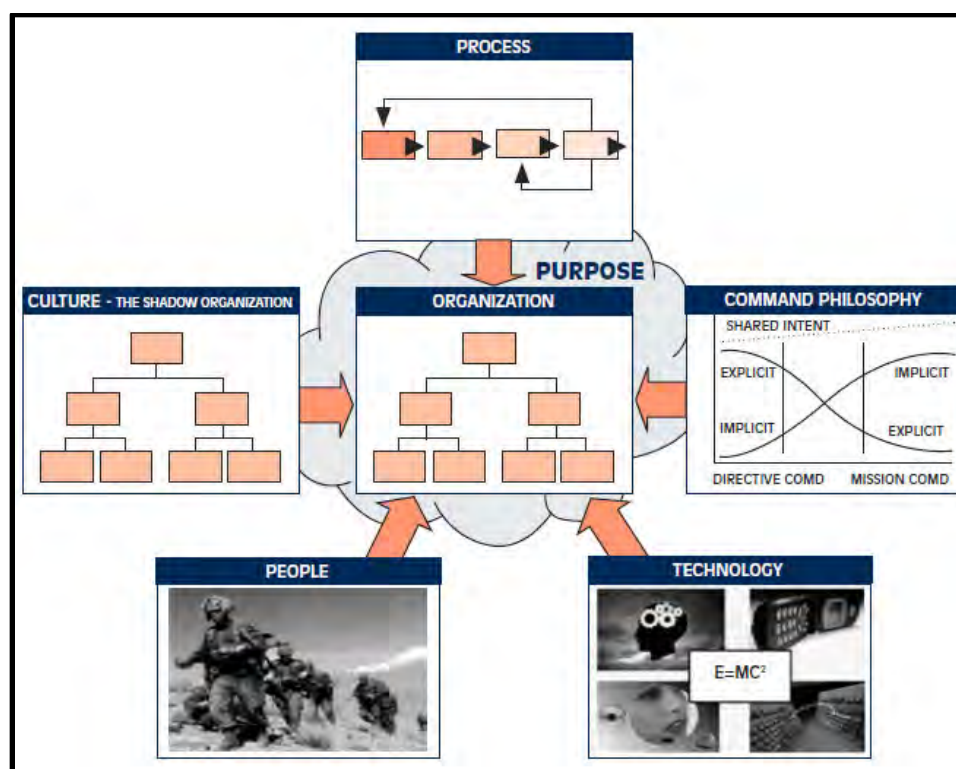 PROCESS
PURPOSE
CULTURE - THE SHADOW ORGANIZATION
ORGANIZATION
COMMAND PHILOSOPHY
SHARED INTENT
EXPLICIT
IMPLICIT
IMPLICIT
EXPLICIT
DIRECTIVE COMD
MISSION COMD
PEOPLE
TECHNOLOGY
E=MC²